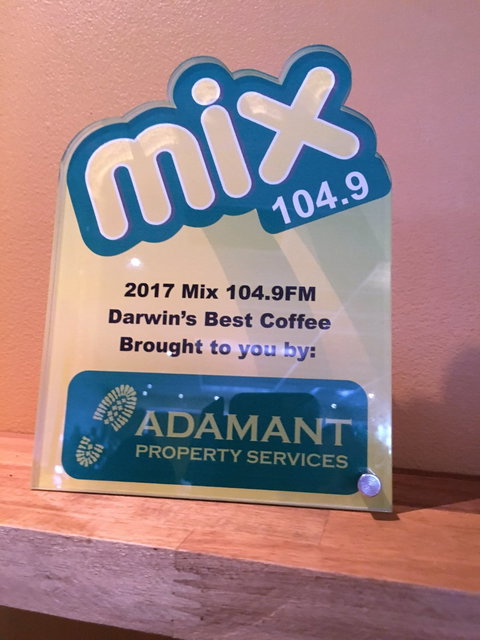 mix
104.9
2017 Mix 104.9FM
Darwin's Best Coffee
Brought to you by:
ADAMANT
PROPERTY SERVICES